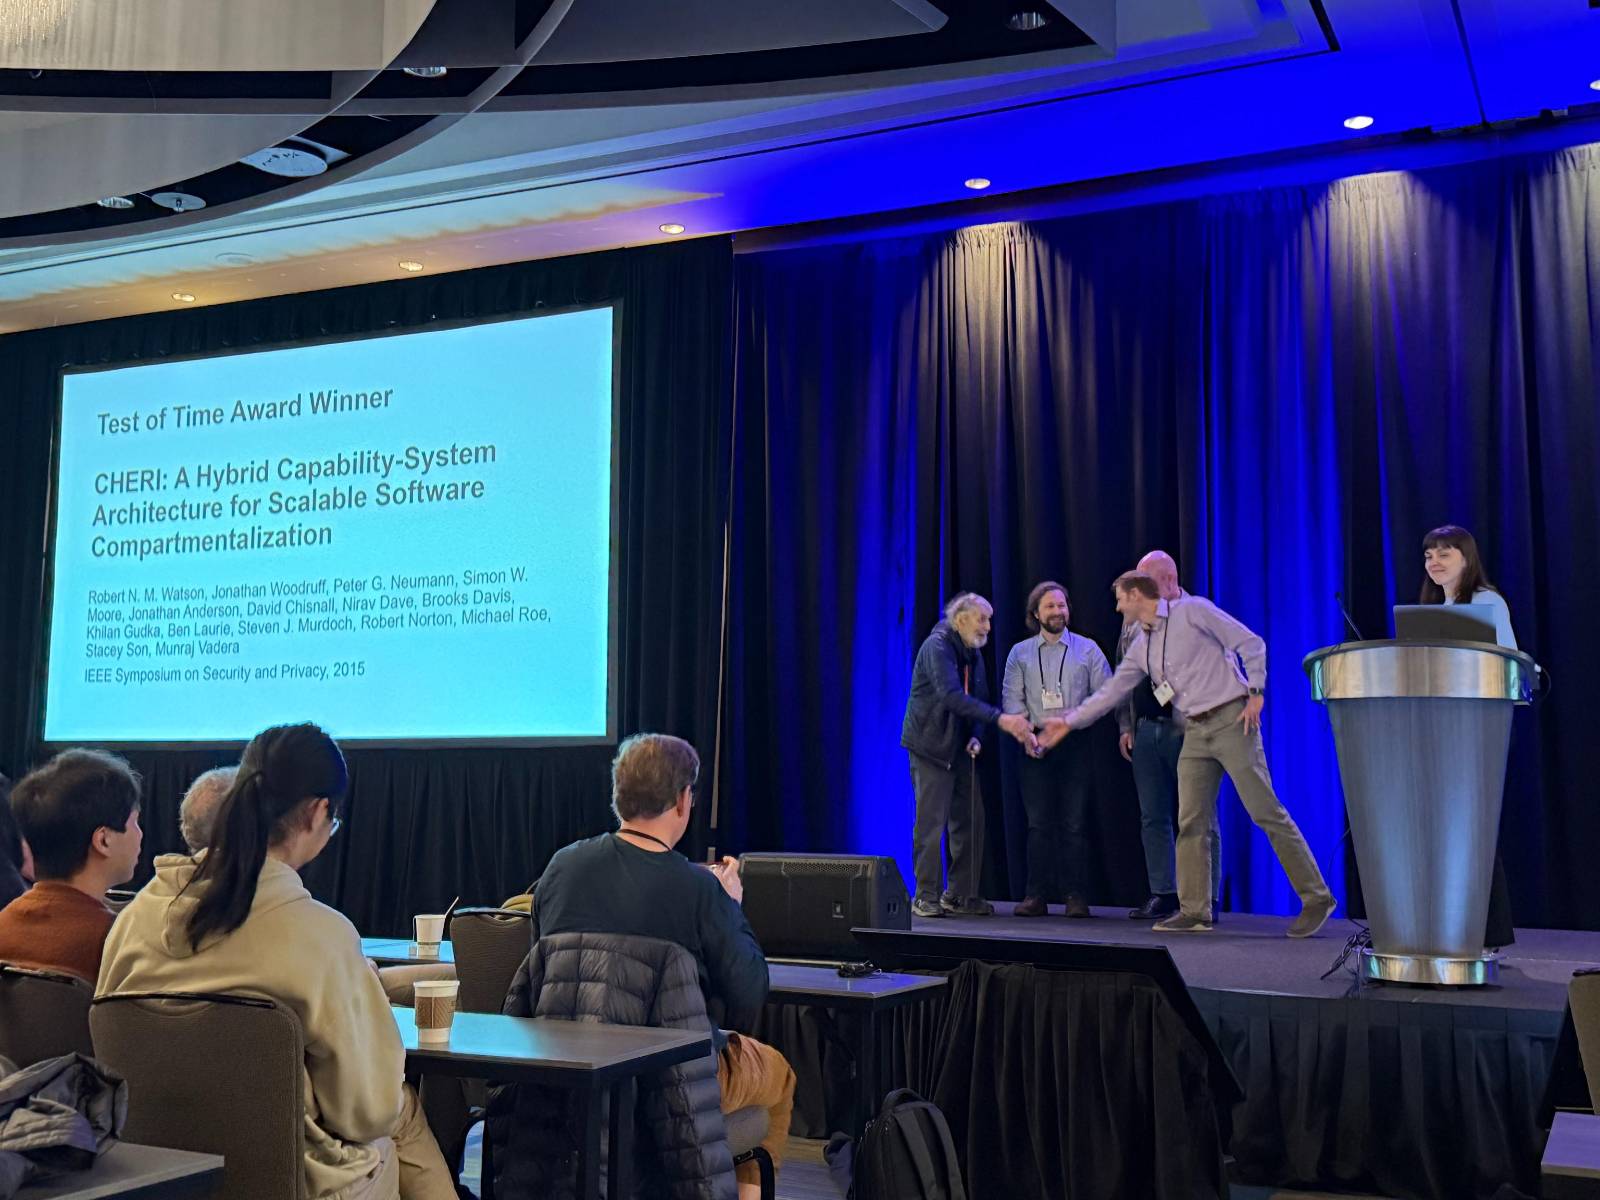 Test of Time Award Winner
CHERI: A Hybrid Capability-System
Architecture for Scalable Software
Compartmentalization
Robert N. M. Watson, Jonathan Woodruff, Peter G. Neumann, Simon W.
Moore, Jonathan Anderson, David Chisnall, Nirav Dave, Brooks Davis,
Khilan Gudka, Ben Laurie, Steven J. Murdoch, Robert Norton, Michael Roe,
Stacey Son, Munraj Vadera
IEEE Symposium on Security and Privacy, 2015